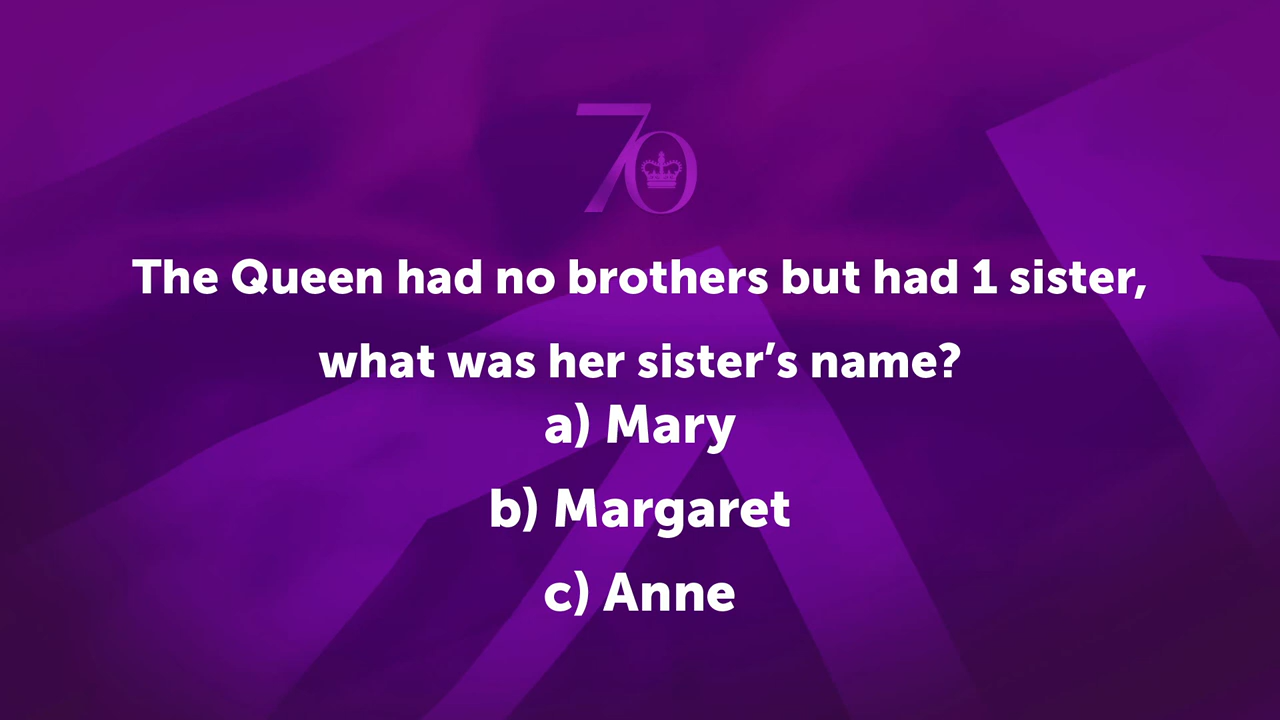 70
The Queen had no brothers but had 1 sister,
what was her sister’s name?
a) Mary
b) Margaret
c) Anne